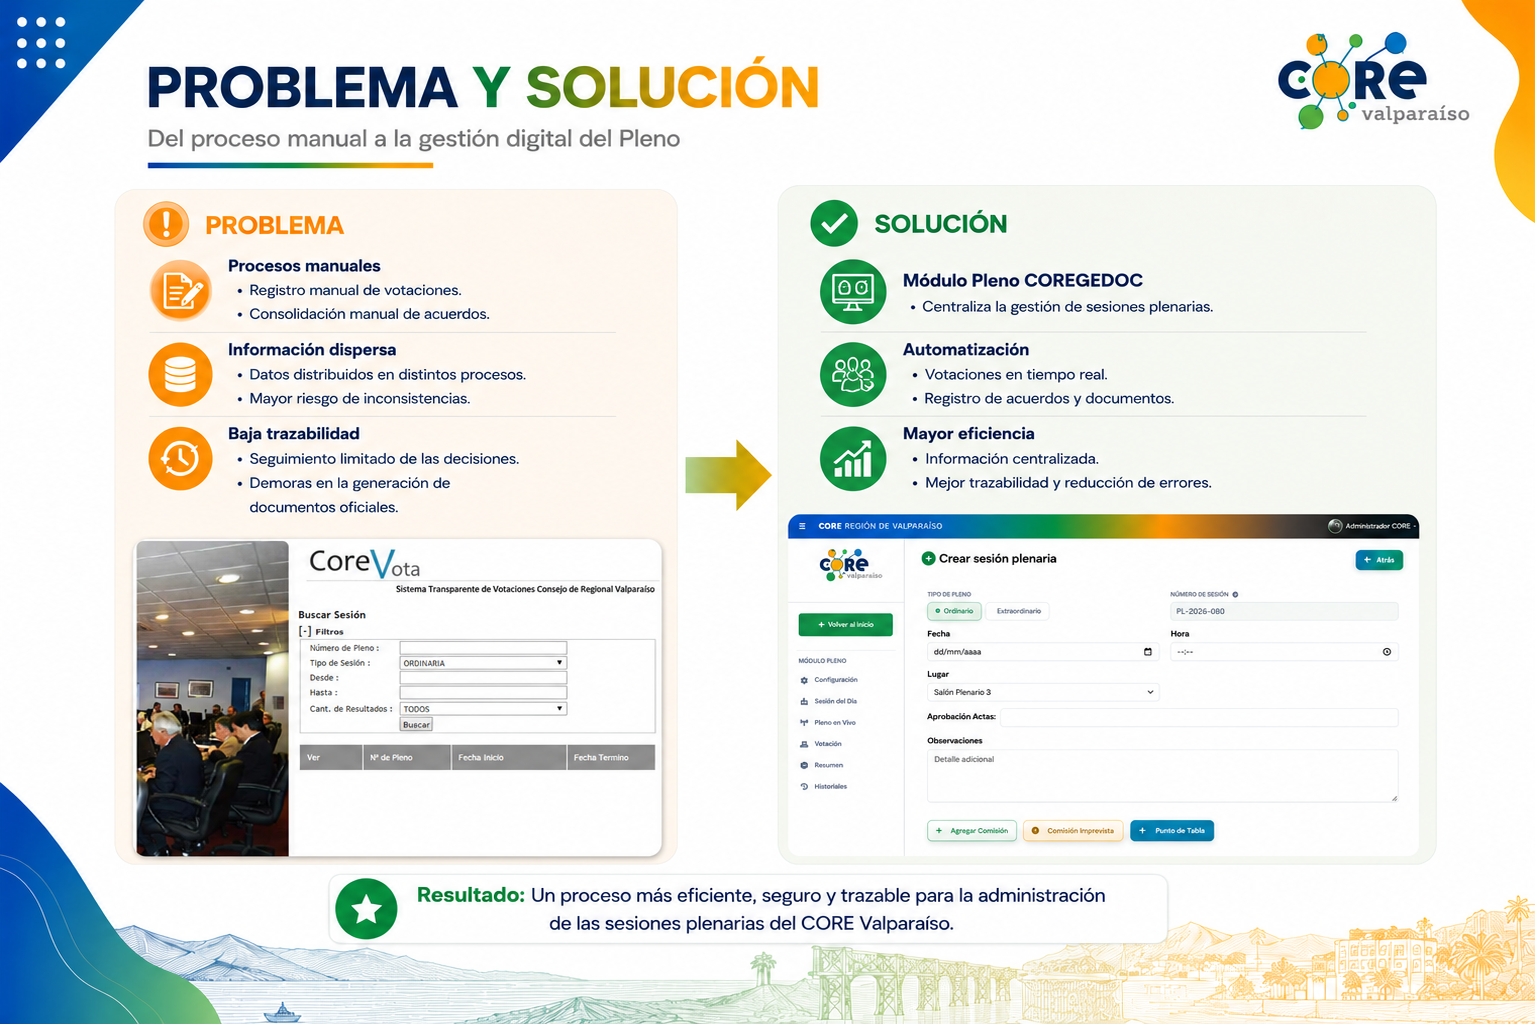 PROBLEMA Y SOLUCIÓN
Del proceso manual a la gestión digital del Pleno
CORE
valparaíso
PROBLEMA
Procesos manuales
• Registro manual de votaciones.
• Consolidación manual de acuerdos.
Información dispersa
• Datos distribuidos en distintos procesos.
• Mayor riesgo de inconsistencias.
Baja trazabilidad
• Seguimiento limitado de las decisiones.
• Demoras en la generación de
documentos oficiales.
CoreVota
Sistema Transparente de Votaciones Consejo de Regional Valparaíso
Buscar Sesión
[-] Filtros
Número de Pleno :
Tipo de Sesión : ORDINARIA
Desde :
Hasta :
Cant. de Resultados : TODOS
Buscar
Ver Nº de Pleno Fecha Inicio Fecha Termino
SOLUCIÓN
Módulo Pleno COREGEDOC
• Centraliza la gestión de sesiones plenarias.
Automatización
• Votaciones en tiempo real.
• Registro de acuerdos y documentos.
Mayor eficiencia
• Información centralizada.
• Mejor trazabilidad y reducción de errores.
CORE REGIÓN DE VALPARAÍSO
Administrador CORE
CORE
valparaíso
+ Volver al Inicio
MÓDULO PLENO
Configuración
Sesión del Día
Pleno en Vivo
Votación
Resumen
Historiales
Crear sesión plenaria
Atrás
TIPO DE PLENO
Ordinario Extraordinario
NÚMERO DE SESIÓN
PL-2026-080
Fecha
dd/mm/aaaa
Hora
--:--
Lugar
Salón Plenario 3
Aprobación Actas:
Observaciones
Detalle adicional
+ Agregar Comisión
Comisión Imprevista
+ Punto de Tabla
Resultado: Un proceso más eficiente, seguro y trazable para la administración
de las sesiones plenarias del CORE Valparaíso.